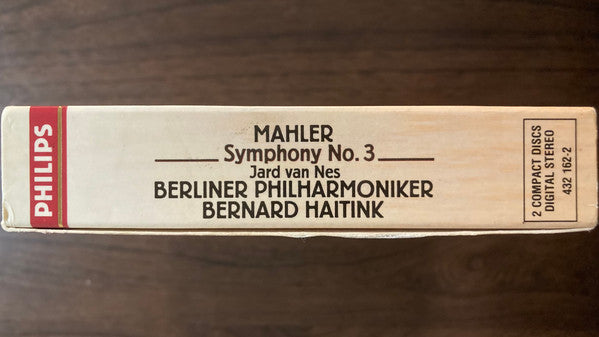 PHILIPS
MAHLER
Symphony No. 3
Jard van Nes
BERLINER PHILHARMONIKER
BERNARD HAITINK
2 COMPACT DISCS
DIGITAL STEREO
432 162-2